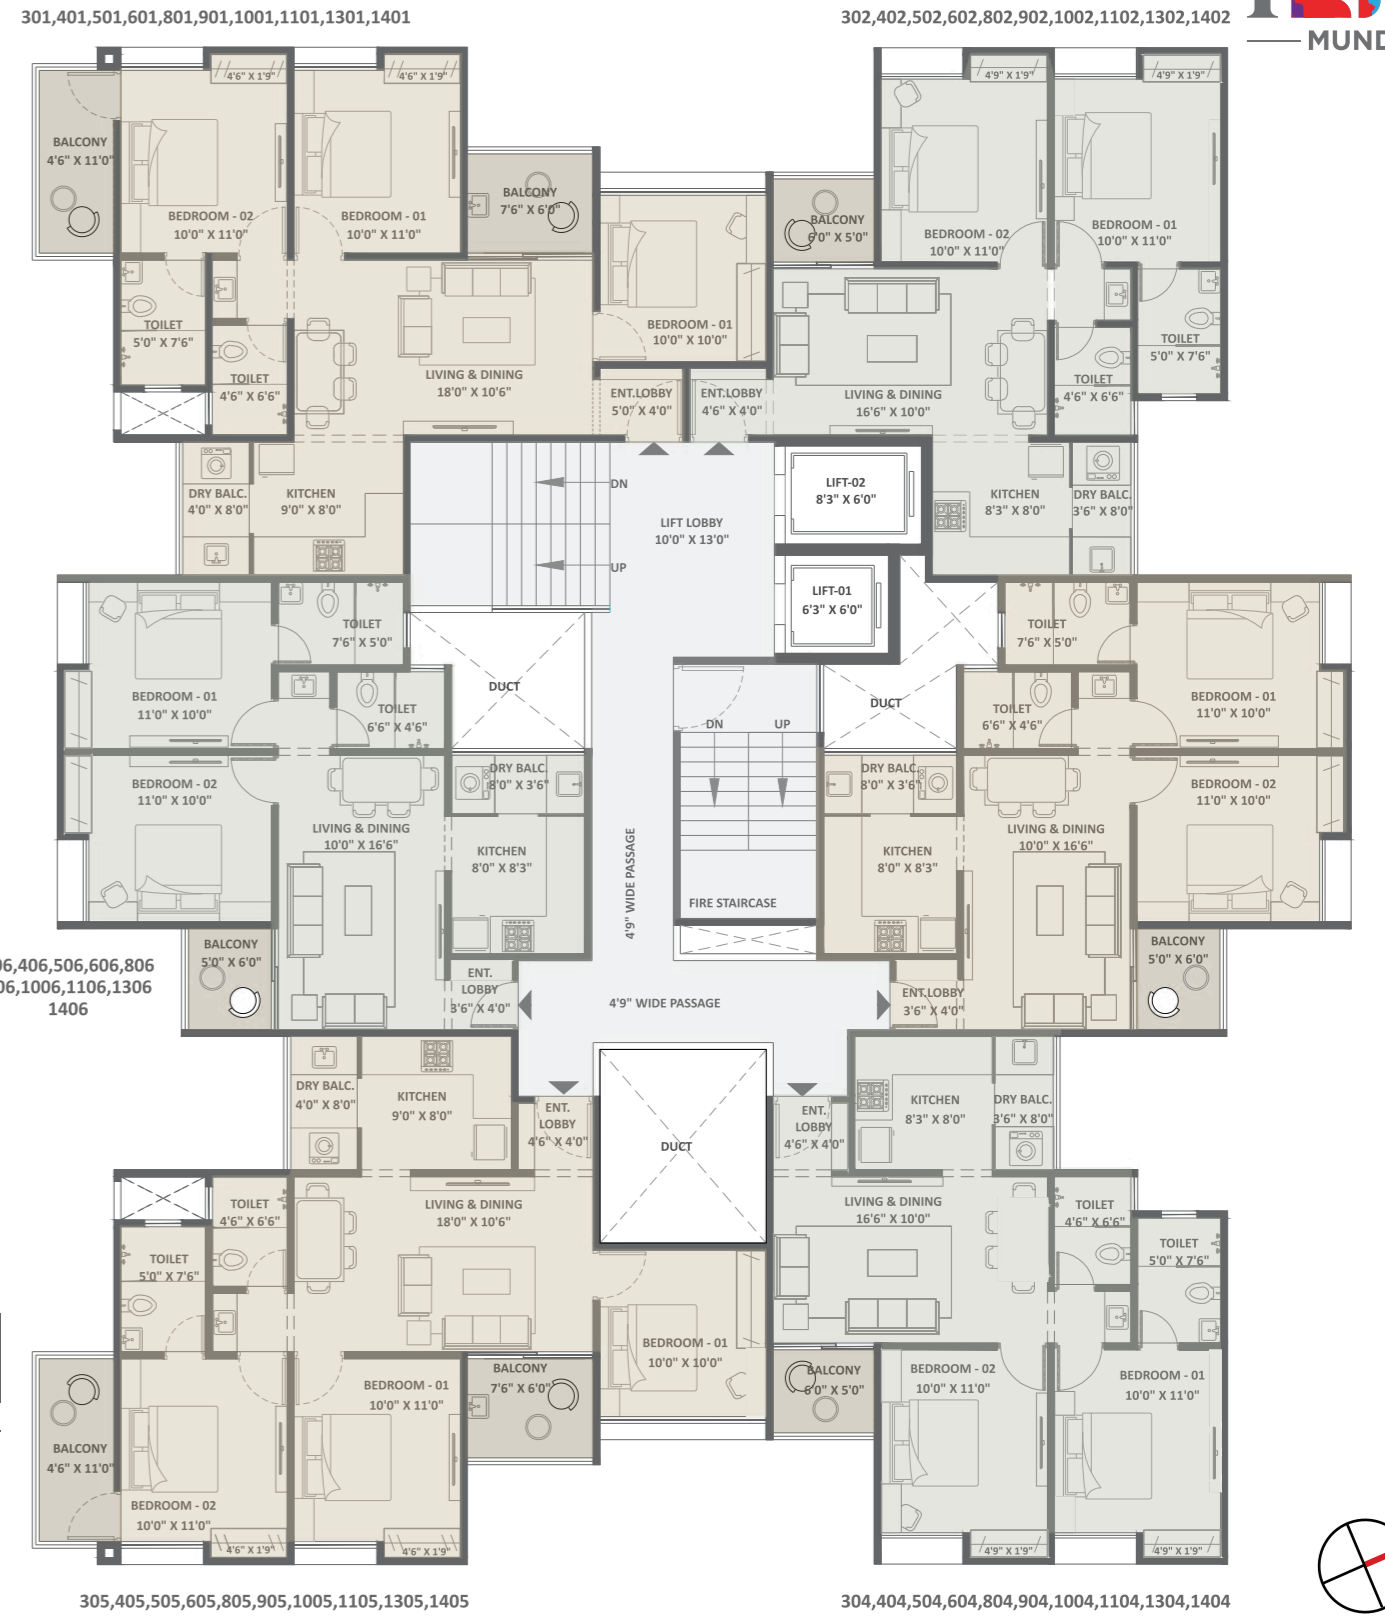 301,401,501,601,801,901,1001,1101,1301,1401
302,402,502,602,802,902,1002,1102,1302,1402
MUND
4'6" X 1'9"
4'6" X 1'9"
BALCONY
4'6" X 11'0"
BEDROOM - 02
10'0" X 11'0"
BEDROOM - 01
10'0" X 11'0"
BALCONY
7'6" X 6'0"
BEDROOM - 01
10'0" X 10'0"
TOILET
5'0" X 7'6"
TOILET
4'6" X 6'6"
LIVING & DINING
18'0" X 10'6"
ENT.LOBBY
5'0" X 4'0"
DRY BALC.
4'0" X 8'0"
KITCHEN
9'0" X 8'0"
4'9" X 1'9"
4'9" X 1'9"
BALCONY
6'0" X 5'0"
BEDROOM - 02
10'0" X 11'0"
BEDROOM - 01
10'0" X 11'0"
TOILET
5'0" X 7'6"
TOILET
4'6" X 6'6"
LIVING & DINING
16'6" X 10'0"
ENT.LOBBY
4'6" X 4'0"
KITCHEN
8'3" X 8'0"
DRY BALC.
3'6" X 8'0"
DN
UP
LIFT LOBBY
10'0" X 13'0"
LIFT-02
8'3" X 6'0"
LIFT-01
6'3" X 6'0"
TOILET
7'6" X 5'0"
BEDROOM - 01
11'0" X 10'0"
TOILET
6'6" X 4'6"
DUCT
BEDROOM - 02
11'0" X 10'0"
DRY BALC.
8'0" X 3'6"
LIVING & DINING
10'0" X 16'6"
KITCHEN
8'0" X 8'3"
BALCONY
5'0" X 6'0"
ENT.
LOBBY
3'6" X 4'0"
06,406,506,606,806
06,1006,1106,1306
1406
4'9" WIDE PASSAGE
DN
UP
FIRE STAIRCASE
4'9" WIDE PASSAGE
DUCT
TOILET
7'6" X 5'0"
BEDROOM - 01
11'0" X 10'0"
TOILET
6'6" X 4'6"
BEDROOM - 02
11'0" X 10'0"
DRY BALC.
8'0" X 3'6"
LIVING & DINING
10'0" X 16'6"
KITCHEN
8'0" X 8'3"
BALCONY
5'0" X 6'0"
ENT.LOBBY
3'6" X 4'0"
DRY BALC.
4'0" X 8'0"
KITCHEN
9'0" X 8'0"
ENT.
LOBBY
4'6" X 4'0"
DUCT
ENT.
LOBBY
4'6" X 4'0"
KITCHEN
8'3" X 8'0"
DRY BALC.
3'6" X 8'0"
TOILET
4'6" X 6'6"
LIVING & DINING
18'0" X 10'6"
TOILET
5'0" X 7'6"
BEDROOM - 01
10'0" X 10'0"
BALCONY
7'6" X 6'0"
BEDROOM - 01
10'0" X 11'0"
BALCONY
4'6" X 11'0"
BEDROOM - 02
10'0" X 11'0"
4'6" X 1'9"
4'6" X 1'9"
LIVING & DINING
16'6" X 10'0"
TOILET
4'6" X 6'6"
TOILET
5'0" X 7'6"
BALCONY
6'0" X 5'0"
BEDROOM - 02
10'0" X 11'0"
BEDROOM - 01
10'0" X 11'0"
4'9" X 1'9"
4'9" X 1'9"
305,405,505,605,805,905,1005,1105,1305,1405
304,404,504,604,804,904,1004,1104,1304,1404